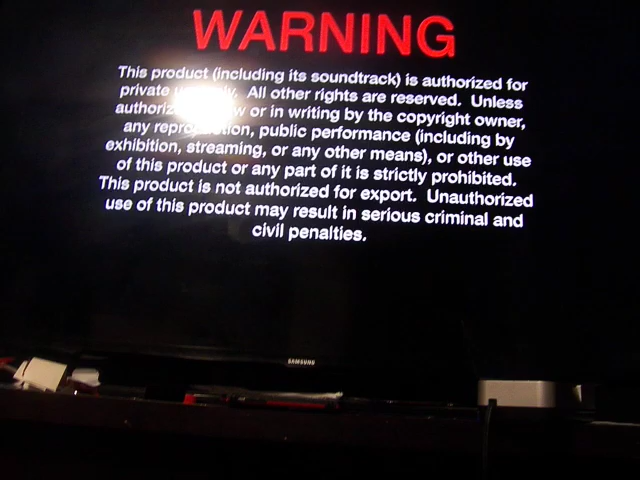 WARNING
This product (including its soundtrack) is authorized for
private only. All other rights are reserved. Unless
or in writing by the copyright owner,
any reproduction, public performance (including by
exhibition, streaming, or any other means), or other use
of this product or any part of it is strictly prohibited.
This product is not authorized for export. Unauthorized
use of this product may result in serious criminal and
civil penalties.
SAMSUNG